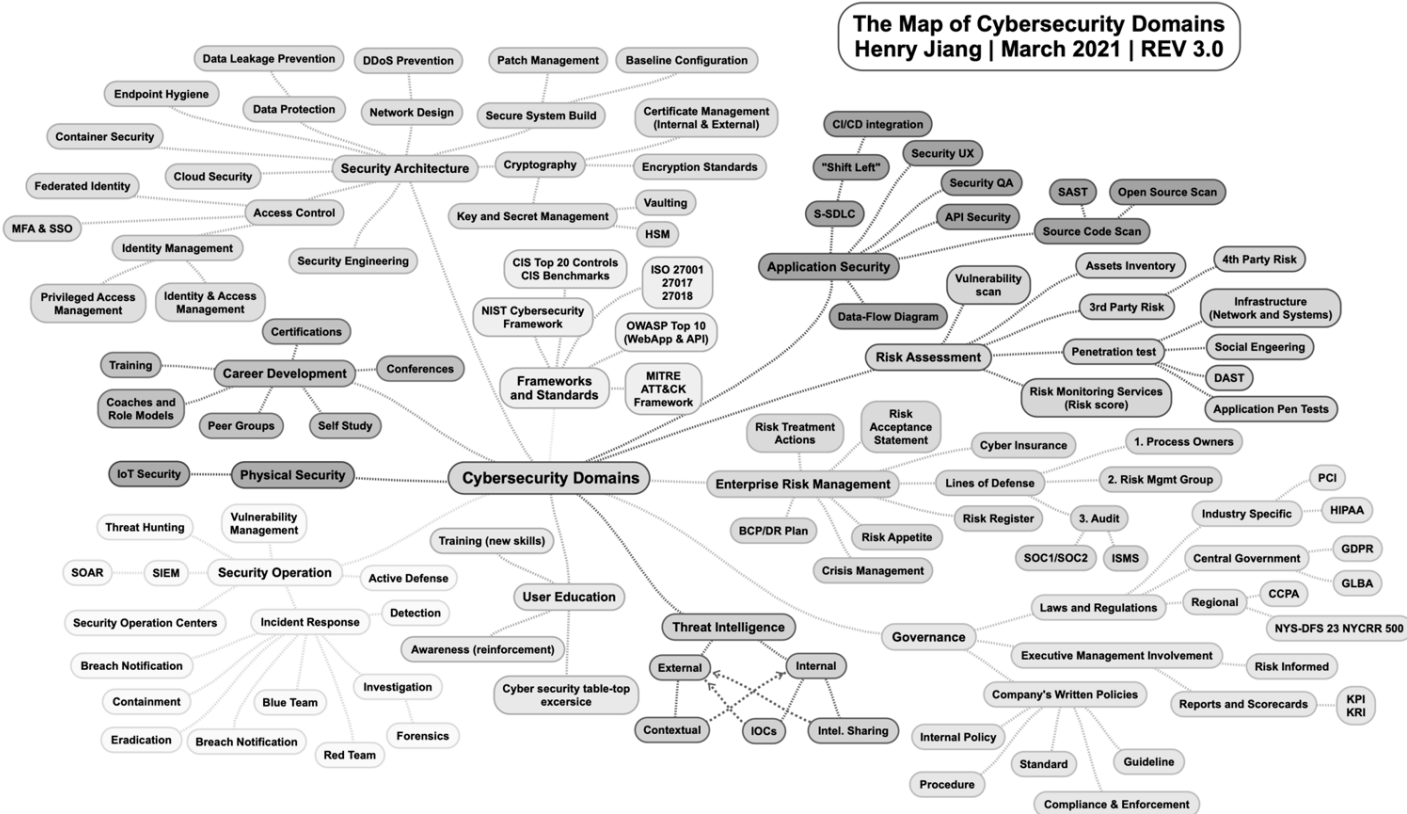 The Map of Cybersecurity Domains
Henry Jiang | March 2021 | REV 3.0
Data Leakage Prevention
DDoS Prevention
Patch Management
Baseline Configuration
Endpoint Hygiene
Data Protection
Network Design
Secure System Build
Certificate Management
(Internal & External)
Container Security
Security Architecture
Cryptography
Encryption Standards
Cloud Security
Federated Identity
Access Control
Key and Secret Management
Vaulting
HSM
MFA & SSO
Identity Management
Security Engineering
Privileged Access
Management
Identity & Access
Management
CI/CD integration
"Shift Left"
Security UX
Security QA
S-SDLC
API Security
SAST
Open Source Scan
Source Code Scan
Application Security
Data-Flow Diagram
CIS Top 20 Controls
CIS Benchmarks
ISO 27001
27017
27018
NIST Cybersecurity
Framework
OWASP Top 10
(WebApp & API)
Frameworks
and Standards
MITRE
ATT&CK
Framework
Vulnerability
scan
Assets Inventory
4th Party Risk
3rd Party Risk
Infrastructure
(Network and Systems)
Risk Assessment
Penetration test
Social Engeering
DAST
Risk Monitoring Services
(Risk score)
Application Pen Tests
Certifications
Training
Career Development
Conferences
Coaches and
Role Models
Peer Groups
Self Study
IoT Security
Physical Security
Cybersecurity Domains
Risk Treatment
Actions
Risk
Acceptance
Statement
Cyber Insurance
1. Process Owners
Enterprise Risk Management
Lines of Defense
2. Risk Mgmt Group
BCP/DR Plan
Risk Appetite
Risk Register
3. Audit
Crisis Management
SOC1/SOC2
ISMS
PCI
Industry Specific
HIPAA
Central Government
GDPR
GLBA
Laws and Regulations
Regional
CCPA
NYS-DFS 23 NYCRR 500
Governance
Executive Management Involvement
Risk Informed
Company's Written Policies
Reports and Scorecards
KPI
KRI
Internal Policy
Procedure
Standard
Guideline
Compliance & Enforcement
Threat Hunting
Vulnerability
Management
SOAR
SIEM
Security Operation
Active Defense
Security Operation Centers
Incident Response
Detection
Breach Notification
Containment
Blue Team
Investigation
Eradication
Breach Notification
Red Team
Forensics
Training (new skills)
User Education
Awareness (reinforcement)
Cyber security table-top
excersice
Threat Intelligence
External
Internal
Contextual
IOCs
Intel. Sharing